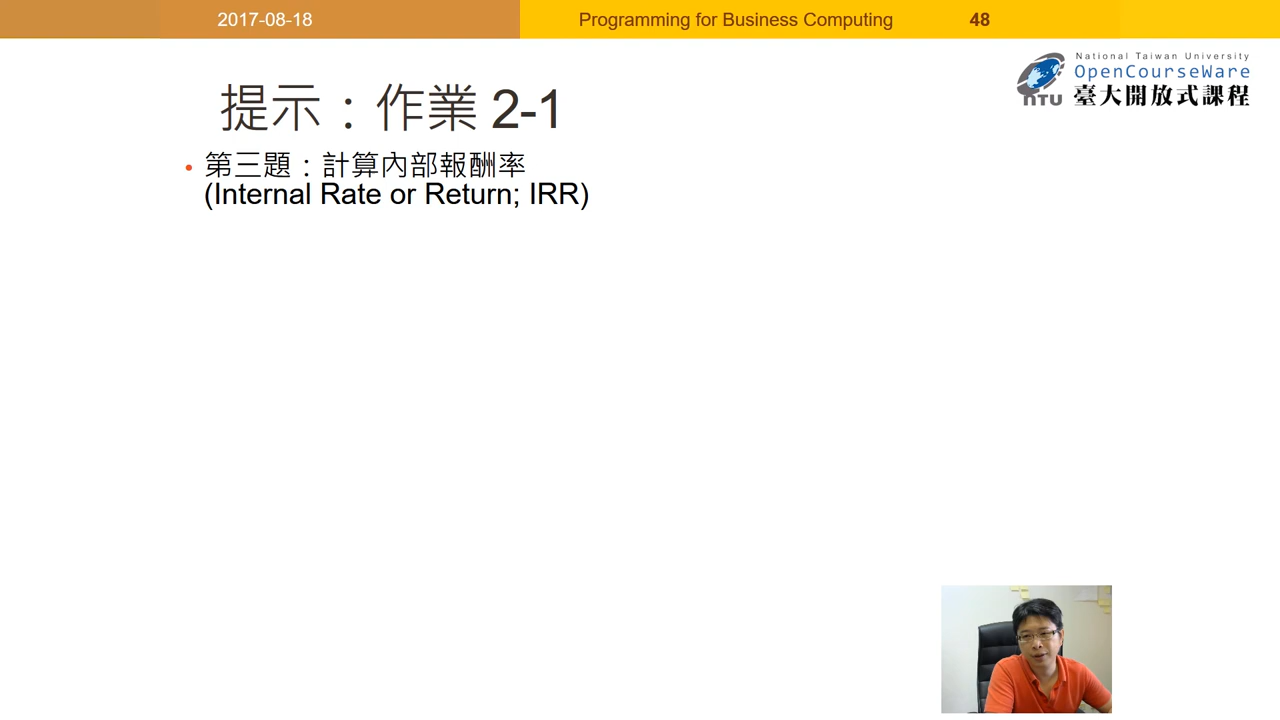 2017-08-18
Programming for Business Computing
48
National Taiwan University
OpenCourseWare
NTU 臺大開放式課程
提示：作業 2-1
• 第三題：計算內部報酬率
(Internal Rate or Return; IRR)